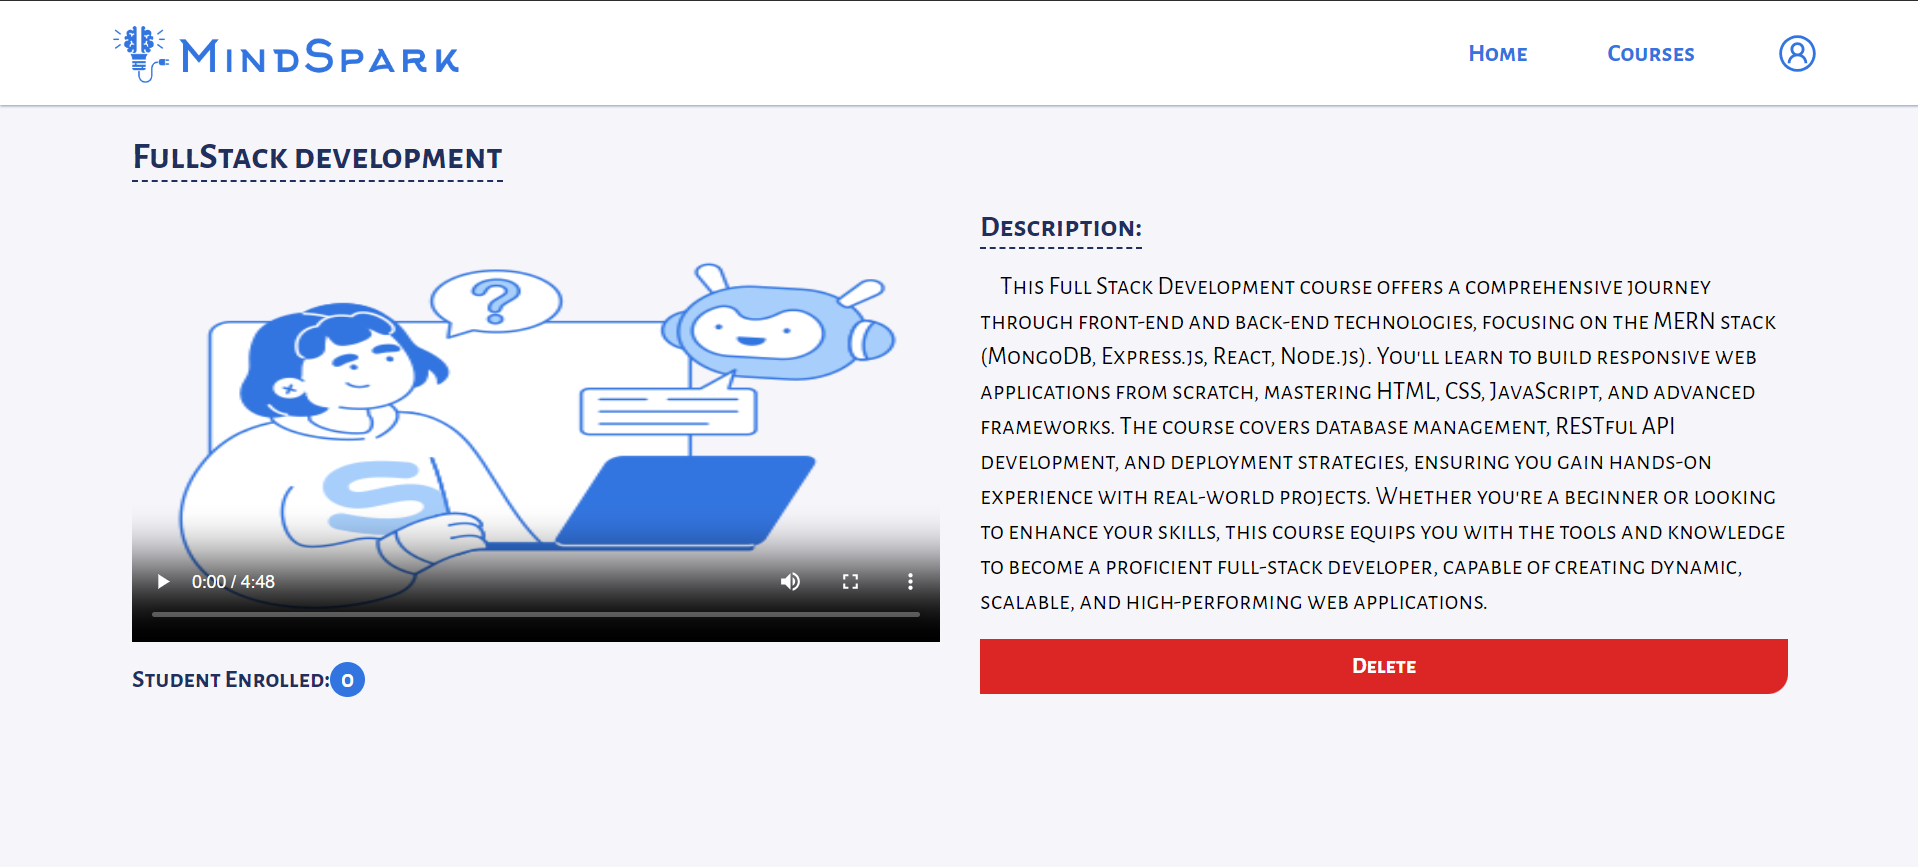 MindSpark
Home
Courses
FullStack development
Description:
This Full Stack Development course offers a comprehensive journey
through front-end and back-end technologies, focusing on the MERN stack
(MongoDB, Express.js, React, Node.js). You'll learn to build responsive web
applications from scratch, mastering HTML, CSS, JavaScript, and advanced
frameworks. The course covers database management, RESTful API
development, and deployment strategies, ensuring you gain hands-on
experience with real-world projects. Whether you're a beginner or looking
to enhance your skills, this course equips you with the tools and knowledge
to become a proficient full-stack developer, capable of creating dynamic,
scalable, and high-performing web applications.
?
0:00 / 4:48
Student Enrolled: 0
Delete